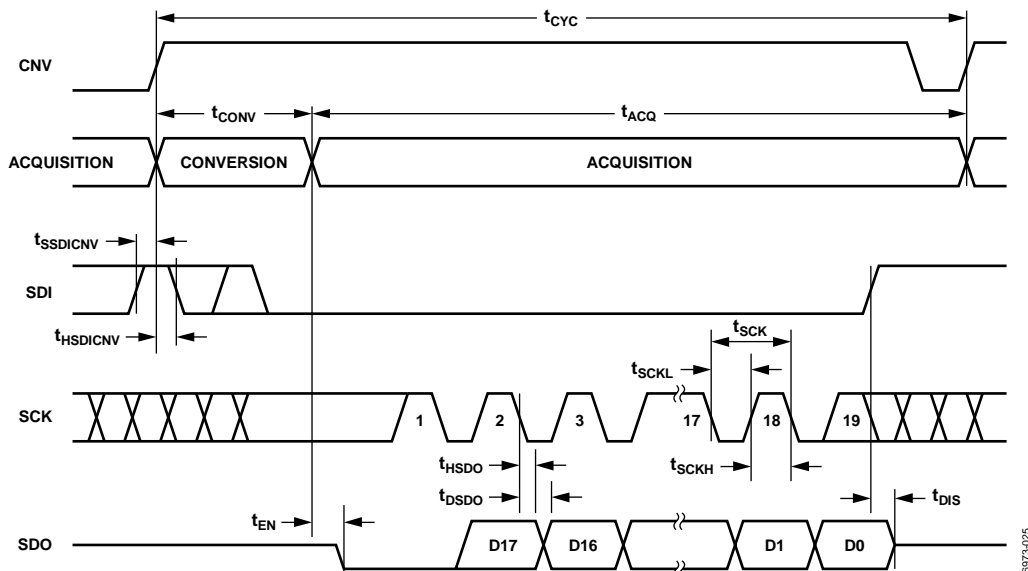 tCYC
CNV
tCONV
tACQ
ACQUISITION
CONVERSION
ACQUISITION
tSSDICNV
SDI
tHSDICNV
tSCK
tSCKL
SCK
1
2
3
17
18
19
tHSDO
tSCKH
tDSDO
tEN
tDIS
SDO
D17
D16
D1
D0